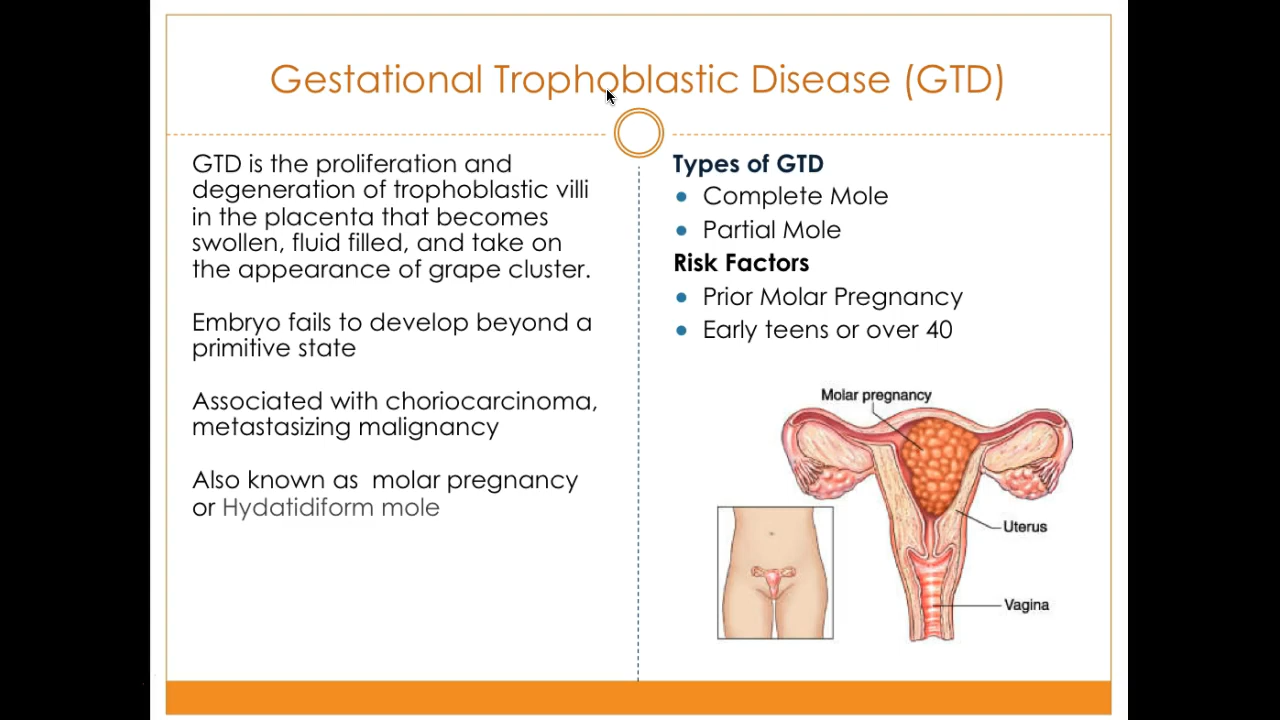 Gestational Trophoblastic Disease (GTD)
GTD is the proliferation and
degeneration of trophoblastic villi
in the placenta that becomes
swollen, fluid filled, and take on
the appearance of grape cluster.
Embryo fails to develop beyond a
primitive state
Associated with choriocarcinoma,
metastasizing malignancy
Also known as  molar pregnancy
or Hydatidiform mole
Types of GTD
● Complete Mole
● Partial Mole
Risk Factors
● Prior Molar Pregnancy
● Early teens or over 40
Molar pregnancy
Uterus
Vagina